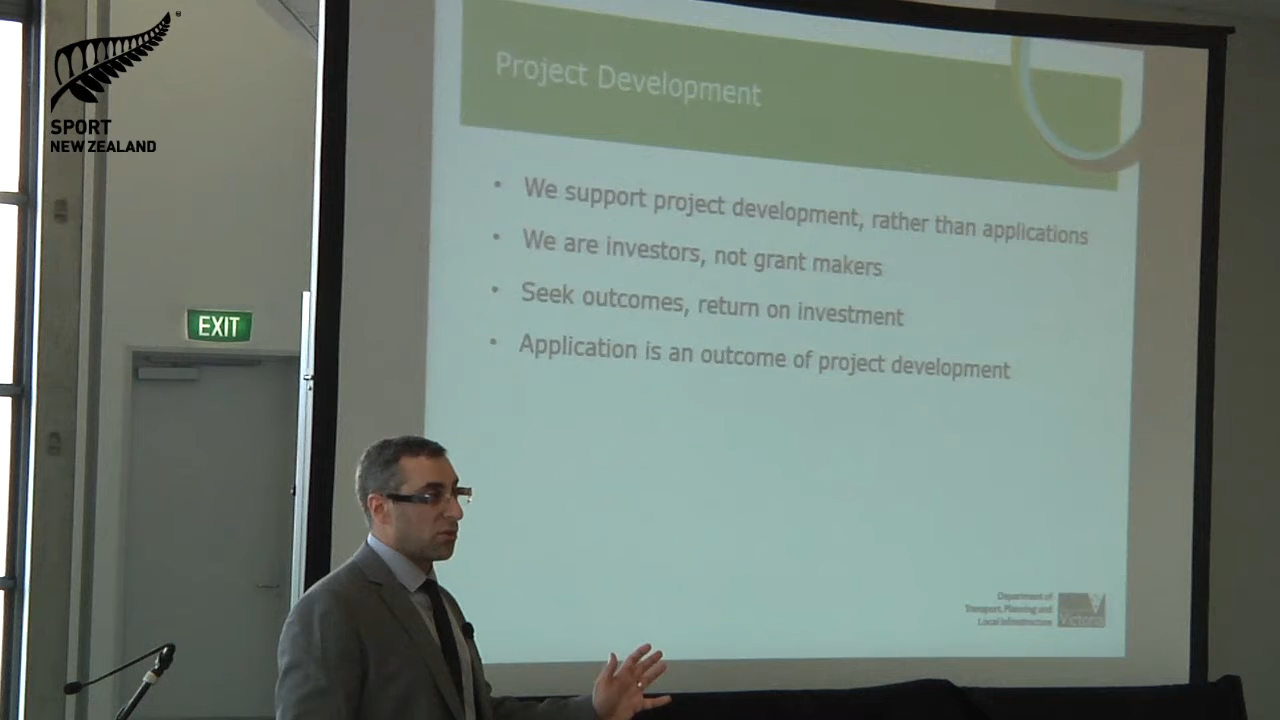 SPORT
NEW ZEALAND
EXIT
Project Development
• We support project development, rather than applications
• We are investors, not grant makers
• Seek outcomes, return on investment
• Application is an outcome of project development
Department of
Transport, Planning and
Local Infrastructure
Victoria